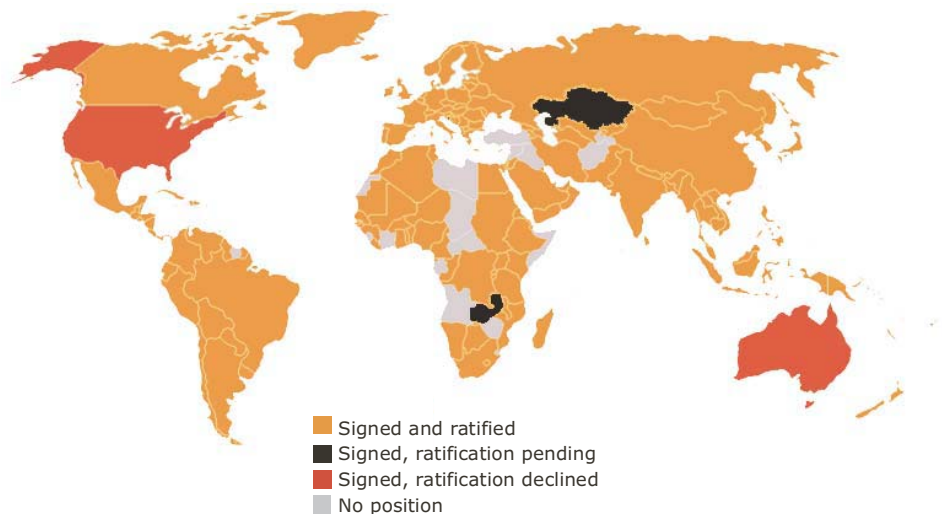 Signed and ratified
Signed, ratification pending
Signed, ratification declined
No position